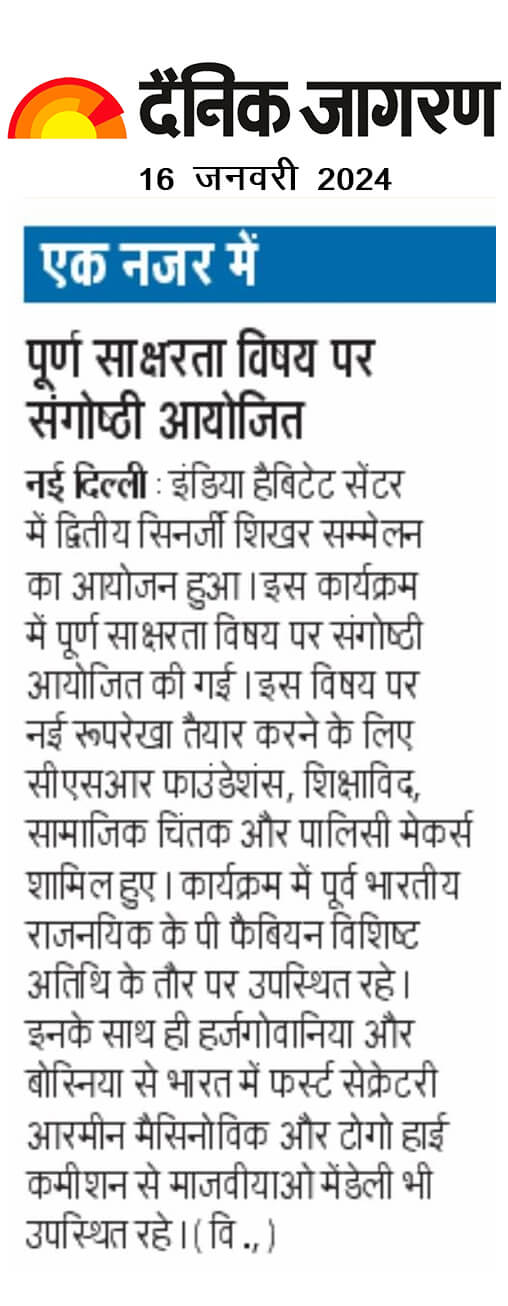 दैनिक जागरण
16 जनवरी 2024
एक नजर में
पूर्ण साक्षरता विषय पर
संगोष्ठी आयोजित
नई दिल्ली : इंडिया हैबिटेट सेंटर
में द्वितीय सिनर्जी शिखर सम्मेलन
का आयोजन हुआ। इस कार्यक्रम
में पूर्ण साक्षरता विषय पर संगोष्ठी
आयोजित की गई। इस विषय पर
नई रूपरेखा तैयार करने के लिए
सीएसआर फाउंडेशंस, शिक्षाविद,
सामाजिक चिंतक और पालिसी मेकर्स
शामिल हुए। कार्यक्रम में पूर्व भारतीय
राजनयिक के पी फैबियन विशिष्ट
अतिथि के तौर पर उपस्थित रहे।
इनके साथ ही हर्जगोवानिया और
बोस्निया से भारत में फर्स्ट सेक्रेटरी
आरमीन मैसिनोविक और टोगो हाई
कमीशन से माजवीयाओ मेंडेली भी
उपस्थित रहे। ( वि ., )